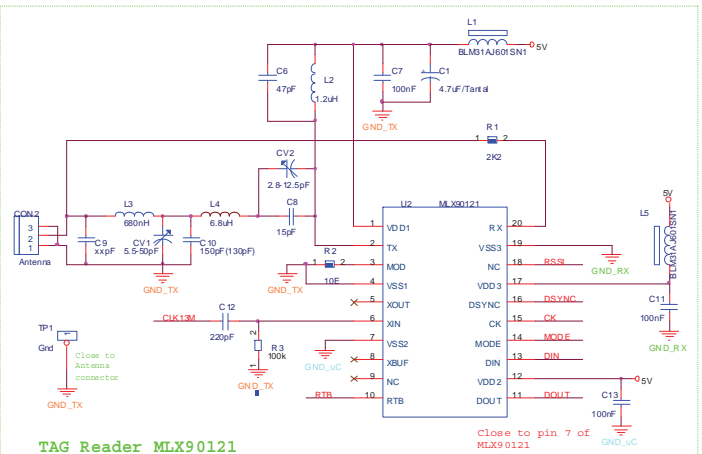 L1
5V
BLM31AJ601SN1
C6
47pF
L2
1.2uH
C7
100nF
+
C1
4.7uF/Tantal
GND_TX
R1
1 2
2K2
CV2
2.8-12.5pF
CON2
3
2
1
Antenna
L3
680nH
L4
6.8uH
C8
15pF
C9
xxpF
CV1
5.5-50pF
C10
150pF(130pF)
GND_TX
R2
1 2
10E
GND_TX
U2 MLX90121
1 VDD1
2 TX
3 MOD
4 VSS1
5 XOUT
6 XIN
7 VSS2
8 XBUF
9 NC
10 RTB
RX 20
VSS3 19
NC 18 RSSI
VDD3 17
DSYNC 16 DSYNC
CK 15 CK
MODE 14 MODE
DIN 13 DIN
VDD2 12
DOUT 11 DOUT
RTB
5V
L5
BLM31AJ601SN1
GND_RX
C11
100nF
GND_RX
CLK13M
C12
220pF
2
R3
100k
1
GND_TX
GND_uC
TP1
1
Gnd
Close to
Antenna
connector
GND_TX
5V
C13
100nF
GND_uC
Close to pin 7 of
MLX90121
TAG Reader MLX90121